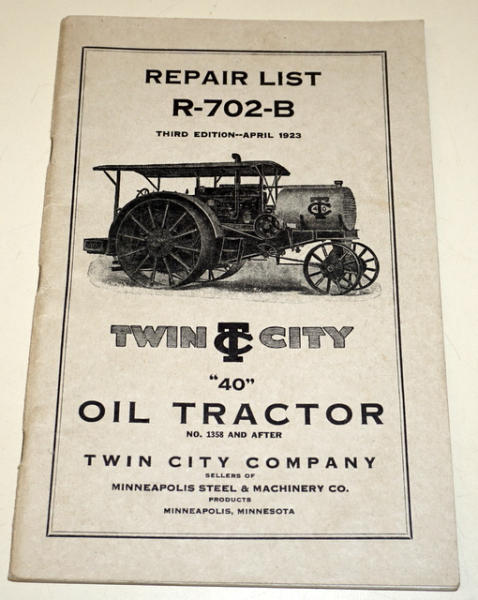 REPAIR LIST
R-702-B
THIRD EDITION--APRIL 1923
TC
TWIN TC CITY
"40"
OIL TRACTOR
NO. 1358 AND AFTER
TWIN CITY COMPANY
SELLERS OF
MINNEAPOLIS STEEL & MACHINERY CO.
PRODUCTS
MINNEAPOLIS, MINNESOTA